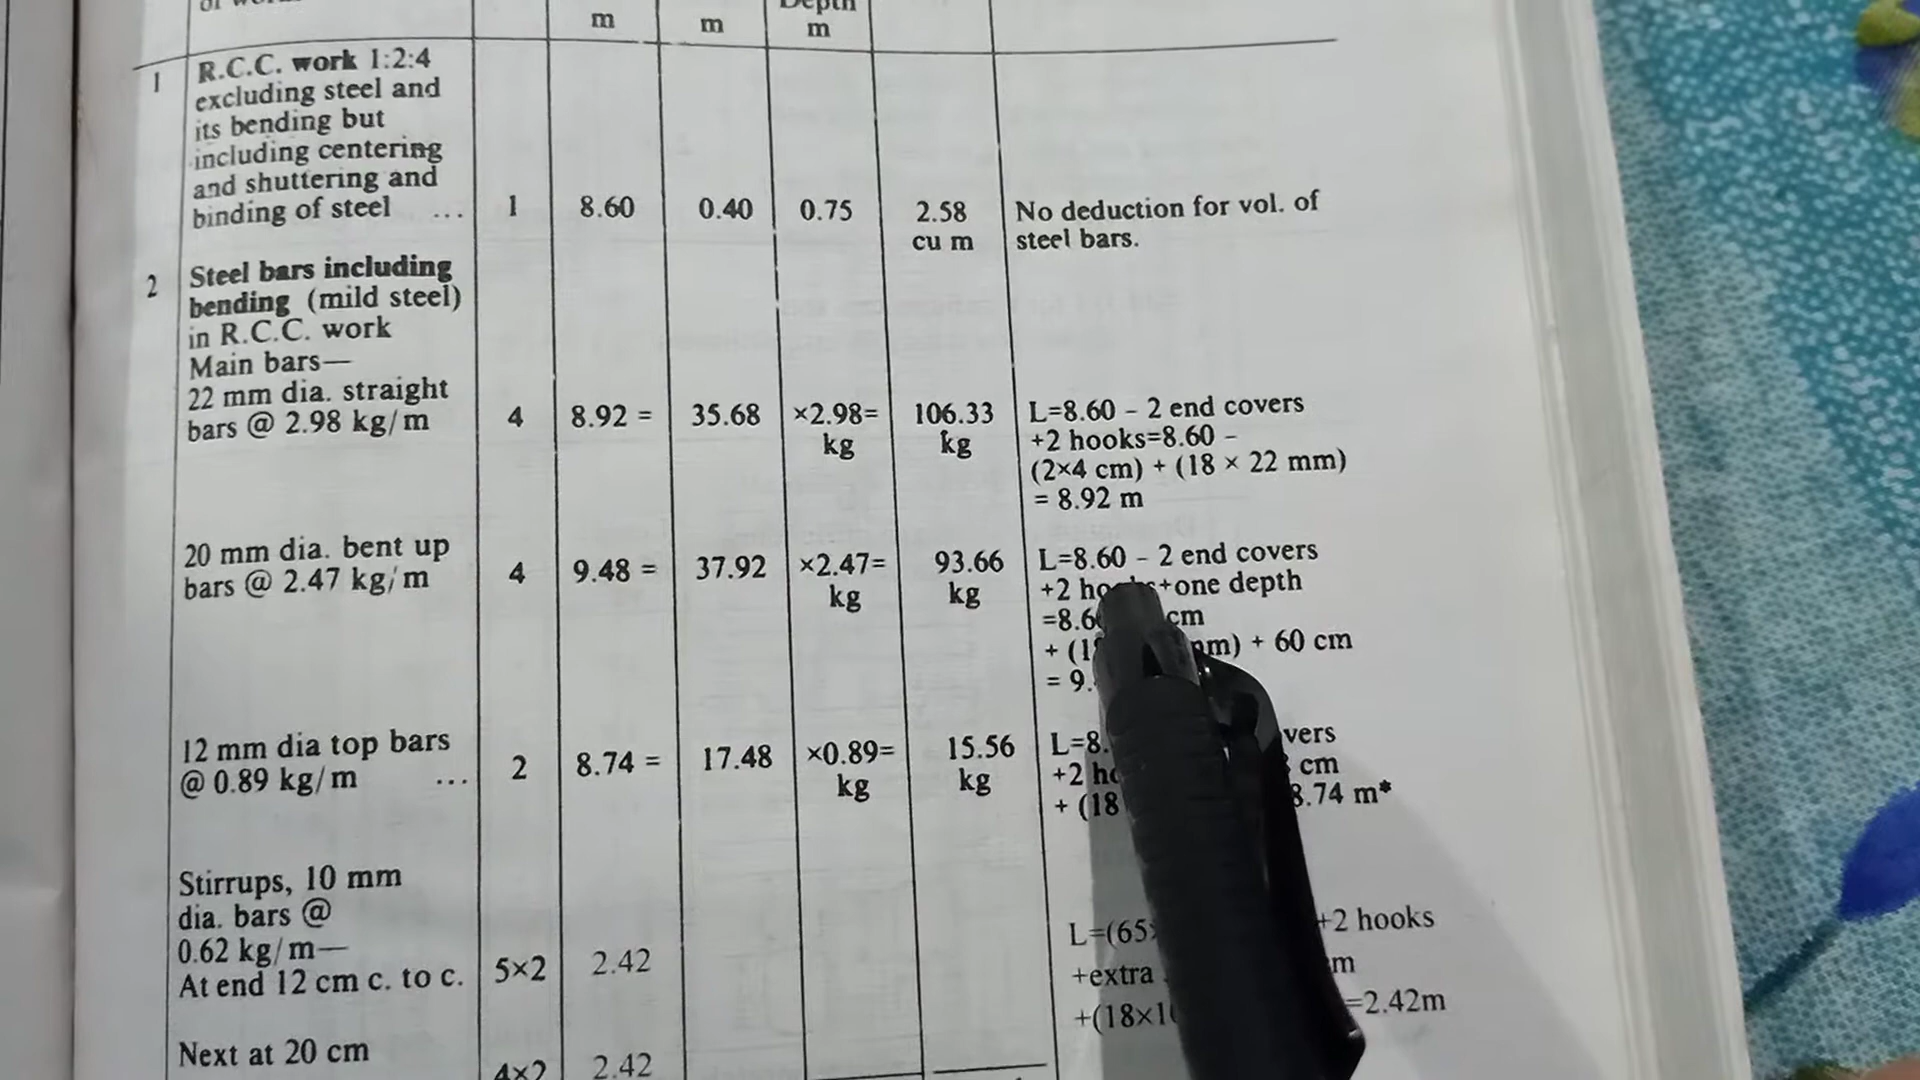 m m m
1 R.C.C. work 1:2:4
excluding steel and
its bending but
including centering
and shuttering and
binding of steel ... 1 8.60 0.40 0.75 2.58 No deduction for vol. of
cu m steel bars.
2 Steel bars including
bending (mild steel)
in R.C.C. work
Main bars—
22 mm dia. straight
bars @ 2.98 kg/m 4 8.92 = 35.68 ×2.98= 106.33 L=8.60 - 2 end covers
kg kg +2 hooks=8.60 -
(2×4 cm) + (18 × 22 mm)
= 8.92 m
20 mm dia. bent up
bars @ 2.47 kg/m 4 9.48 = 37.92 ×2.47= 93.66 L=8.60 - 2 end covers
kg kg +2 +one depth
cm
+ 60 cm
12 mm dia top bars
@ 0.89 kg/m ... 2 8.74 = 17.48 ×0.89= 15.56
kg kg +2 cm
+ (18 8.74 m*
Stirrups, 10 mm
dia. bars @
0.62 kg/m—
At end 12 cm c. to c. 5×2 2.42 +2 hooks
+extra
=2.42m
Next at 20 cm 4×2 2.42